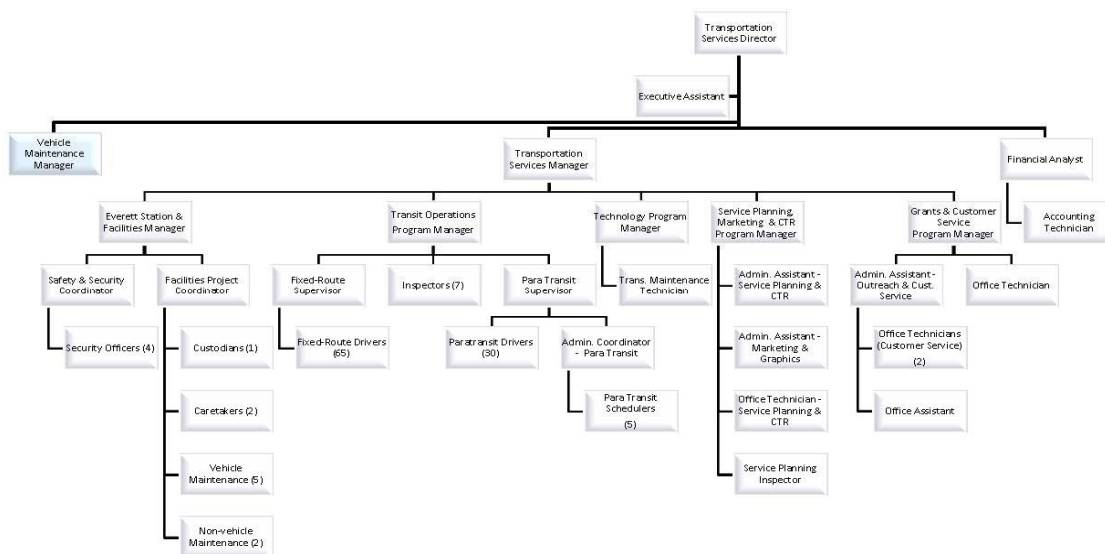 Transportation
Services Director
Executive Assistant
Vehicle
Maintenance
Manager
Transportation
Services Manager
Financial Analyst
Everett Station &
Facilities Manager
Transit Operations
Program Manager
Technology Program
Manager
Service Planning,
Marketing & CTR
Program Manager
Grants & Customer
Service
Program Manager
Accounting
Technician
Safety & Security
Coordinator
Facilities Project
Coordinator
Fixed-Route
Supervisor
Inspectors (7)
Para Transit
Supervisor
Trans. Maintenance
Technician
Admin. Assistant -
Service Planning &
CTR
Admin. Assistant -
Outreach & Cust.
Service
Office Technician
Security Officers (4)
Custodians (1)
Fixed-Route Drivers
(65)
Paratransit Drivers
(30)
Admin. Coordinator
- Para Transit
Admin. Assistant -
Marketing &
Graphics
Office Technicians
(Customer Service)
(2)
Caretakers (2)
Para Transit
Schedulers
(5)
Office Technician -
Service Planning &
CTR
Office Assistant
Vehicle
Maintenance (5)
Service Planning
Inspector
Non-vehicle
Maintenance (2)